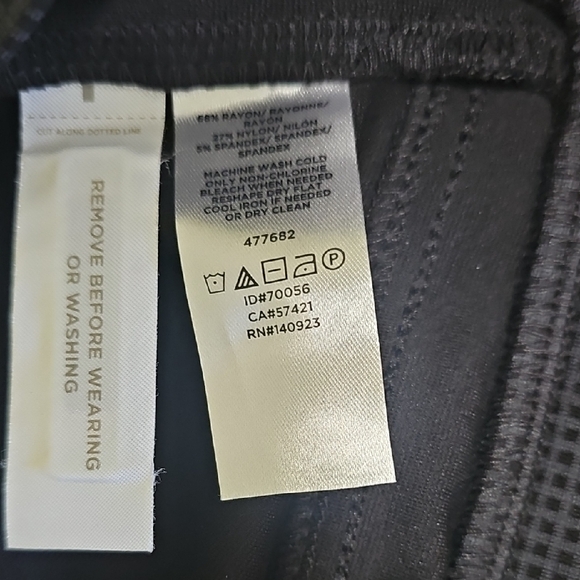 CUT ALONG DOTTED LINE
REMOVE BEFORE WEARING
OR WASHING
68% RAYON/ RAYONNE/
RAYÓN
27% NYLON/ NILÓN
5% SPANDEX/ SPANDEX/
SPANDEX
MACHINE WASH COLD
ONLY NON-CHLORINE
BLEACH WHEN NEEDED
RESHAPE DRY FLAT
COOL IRON IF NEEDED
OR DRY CLEAN
477682
P
ID#70056
CA#57421
RN#140923